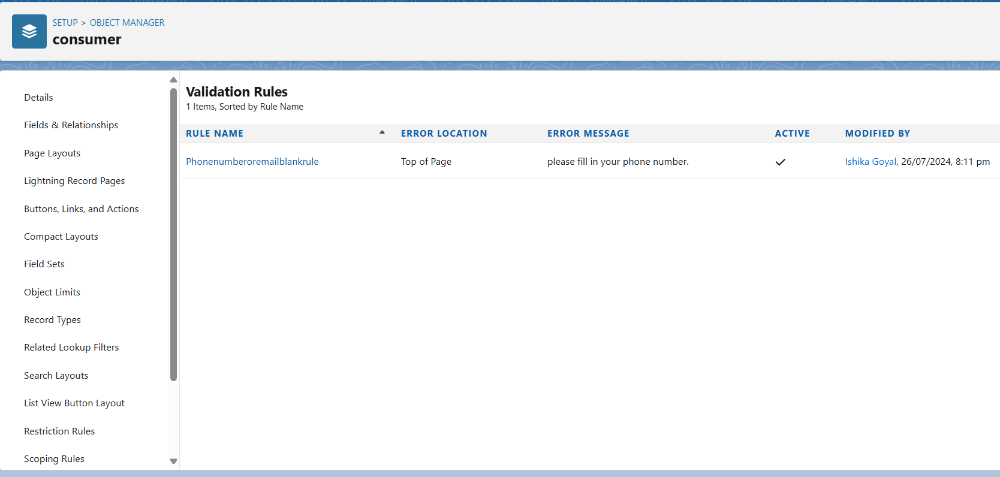 SETUP > OBJECT MANAGER
consumer
Details
Fields & Relationships
Page Layouts
Lightning Record Pages
Buttons, Links, and Actions
Compact Layouts
Field Sets
Object Limits
Record Types
Related Lookup Filters
Search Layouts
List View Button Layout
Restriction Rules
Scoping Rules
Validation Rules
1 Items, Sorted by Rule Name
RULE NAME ERROR LOCATION ERROR MESSAGE ACTIVE MODIFIED BY
Phonenumberoremailblankrule Top of Page please fill in your phone number. Ishika Goyal, 26/07/2024, 8:11 pm